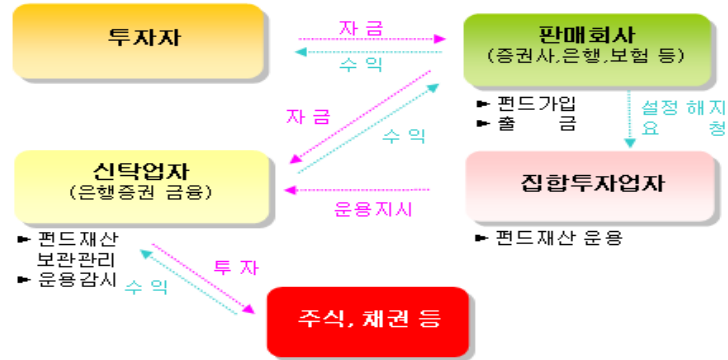 투자자
자 금
수 익
판매회사
(증권사,은행,보험 등)
► 펀드가입
► 출 금
설정 해지
요 청
자 금
수 익
신탁업자
(은행증권 금융)
운용지시
집합투자업자
► 펀드재산
보관관리
► 운용감시
► 펀드재산 운용
투 자
수 익
주식, 채권 등